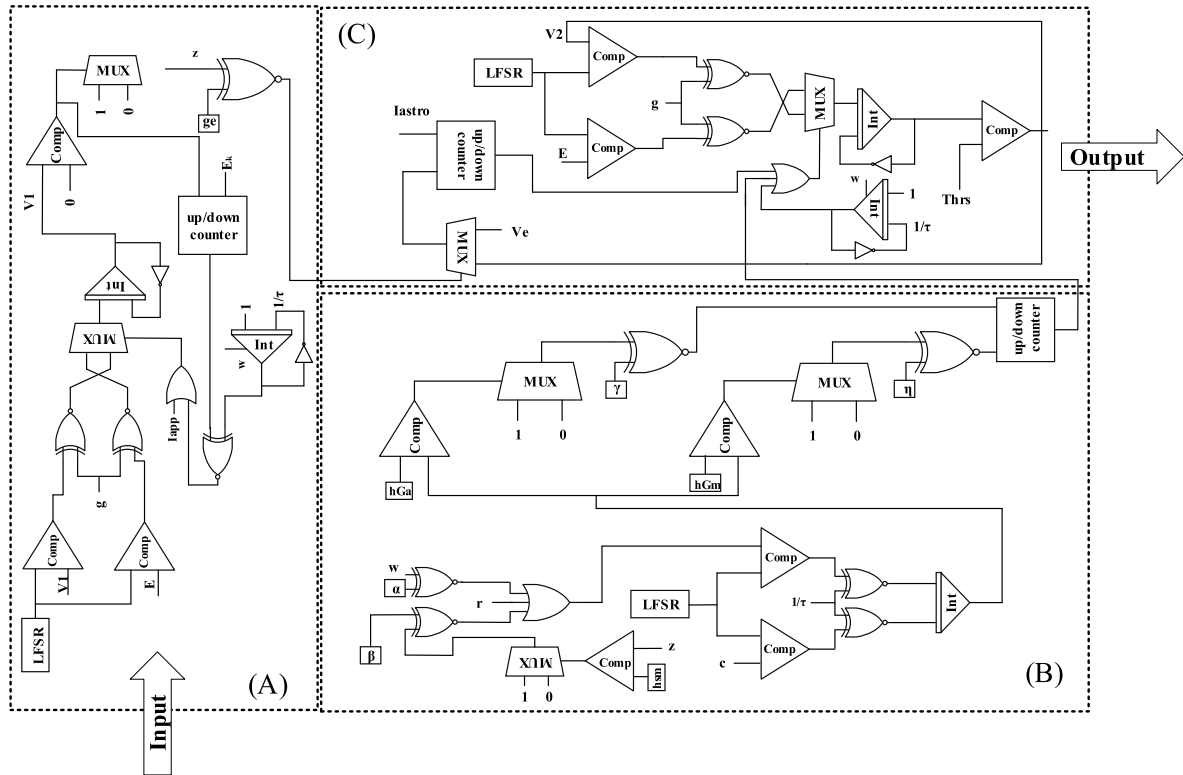 (C)
V2
Comp
LFSR
g
E
Comp
MUX
Int
Comp
Thrs
Output
Iastro
up/down
counter
w
Int
1
1/τ
MUX
Ve
MUX
1 0
z
ge
Comp
V1
0
E_k
up/down
counter
Int
MUX
1
1/τ
Int
w
Iapp
g
Comp
V1
Comp
E
LFSR
(A)
Input
up/down
counter
γ
MUX
1 0
η
MUX
1 0
Comp
hGa
Comp
hGm
w
α
β
r
MUX
1 0
Comp
z
hsm
LFSR
Comp
1/τ
c
Comp
Int
(B)